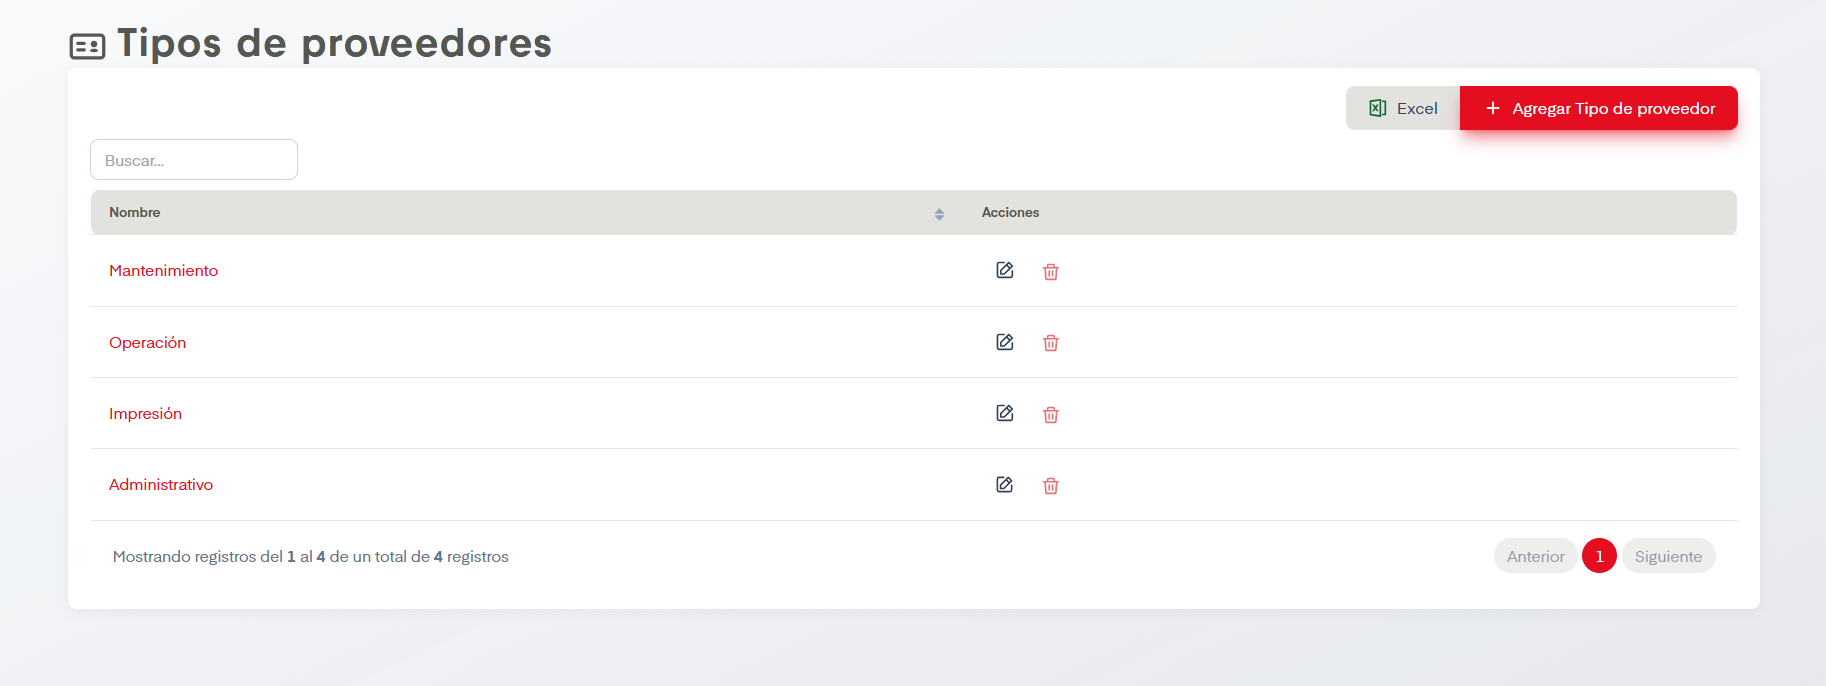 Tipos de proveedores
Excel
Agregar Tipo de proveedor
Buscar...
Nombre Acciones
Mantenimiento
Operación
Impresión
Administrativo
Mostrando registros del 1 al 4 de un total de 4 registros
Anterior 1 Siguiente